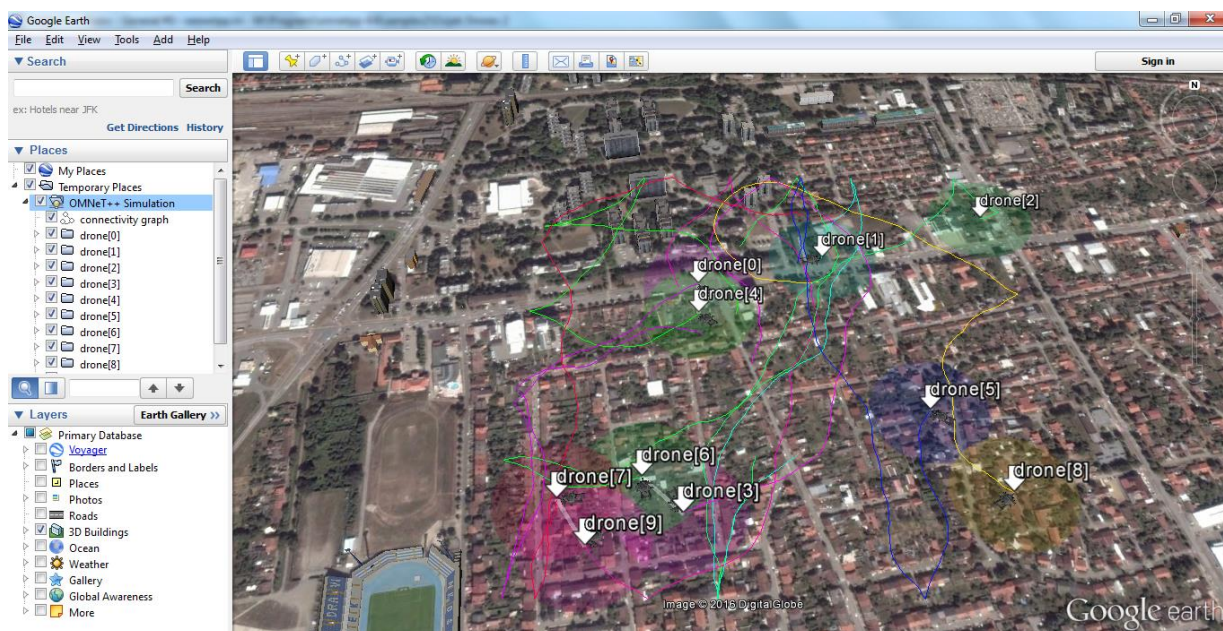 Google Earth
File Edit View Tools Add Help
Search
Sign in
Search
ex: Hotels near JFK
Get Directions History
Places
My Places
Temporary Places
OMNeT++ Simulation
connectivity graph
drone[0]
drone[1]
drone[2]
drone[3]
drone[4]
drone[5]
drone[6]
drone[7]
drone[8]
Layers
Earth Gallery >>
Primary Database
Voyager
Borders and Labels
Places
Photos
Roads
3D Buildings
Ocean
Weather
Gallery
Global Awareness
More
N
drone[2]
drone[1]
drone[0]
drone[4]
drone[5]
drone[6]
drone[7]
drone[8]
drone[3]
drone[9]
Image © 2016 DigitalGlobe
Google earth